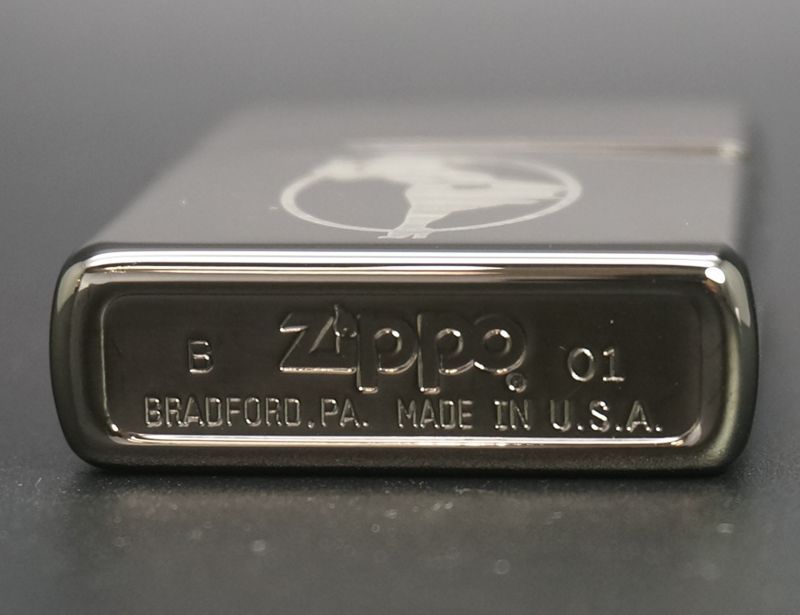 B Zippo® 01
BRADFORD,PA. MADE IN U.S.A.